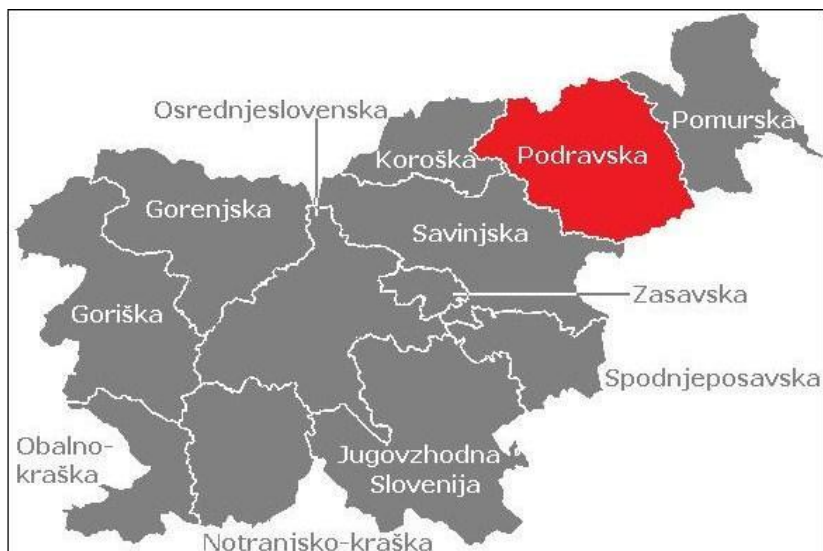 Osrednjeslovenska
Pomurska
Koroška
Podravska
Gorenjska
Savinjska
Goriška
Zasavska
Spodnjeposavska
Obalno-
kraška
Jugovzhodna
Slovenija
Notranjsko-kraška